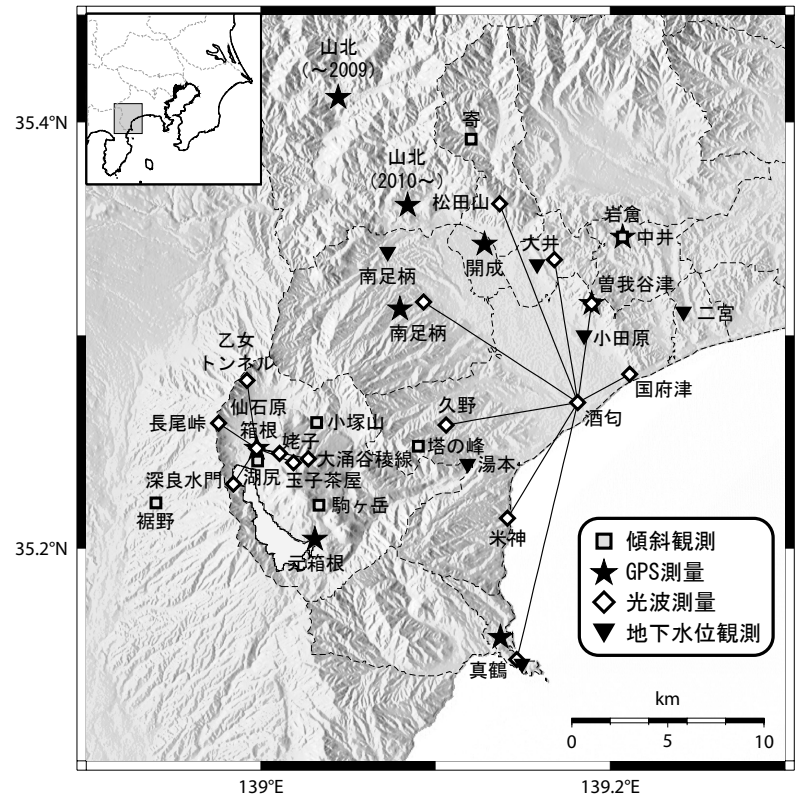 山北
(〜2009)
35.4°N
寄
山北
(2010〜)
松田山
岩倉
中井
大井
開成
南足柄
曽我谷津
二宮
南足柄
小田原
乙女
トンネル
国府津
仙石原
長尾峠
箱根
小塚山
久野
酒匂
姥子
塔の峰
大涌谷稜線
湯本
深良水門
湖尻
玉子茶屋
駒ヶ岳
裾野
米神
35.2°N
元箱根
傾斜観測
GPS測量
光波測量
地下水位観測
真鶴
km
0
5
10
139°E
139.2°E